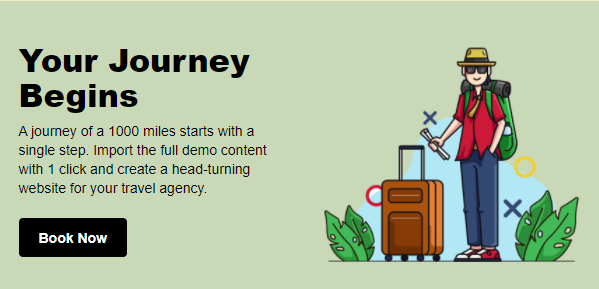 Your Journey
Begins
A journey of a 1000 miles starts with a
single step. Import the full demo content
with 1 click and create a head-turning
website for your travel agency.
Book Now